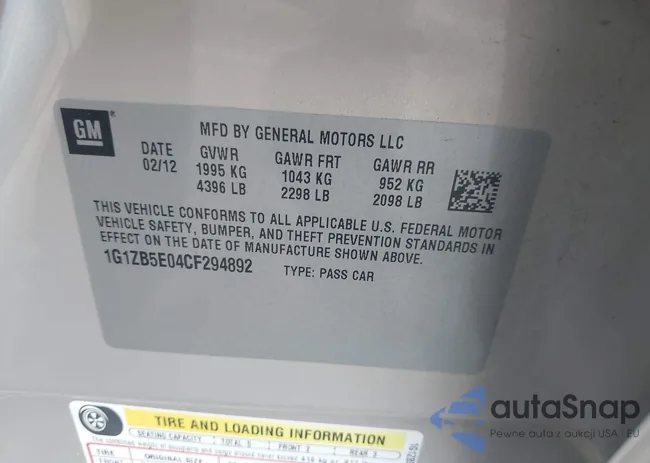 GM
MFD BY GENERAL MOTORS LLC
DATE GVWR GAWR FRT GAWR RR
02/12 1995 KG 1043 KG 952 KG
4396 LB 2298 LB 2098 LB
THIS VEHICLE CONFORMS TO ALL APPLICABLE U.S. FEDERAL MOTOR
VEHICLE SAFETY, BUMPER, AND THEFT PREVENTION STANDARDS IN
EFFECT ON THE DATE OF MANUFACTURE SHOWN ABOVE.
1G1ZB5E04CF294892 TYPE: PASS CAR
TIRE AND LOADING INFORMATION
SEATING CAPACITY TOTAL 5 FRONT 2 REAR 3
TIRE ORIGINAL SIZE
autaSnap
Pewne auta z aukcji USA EU